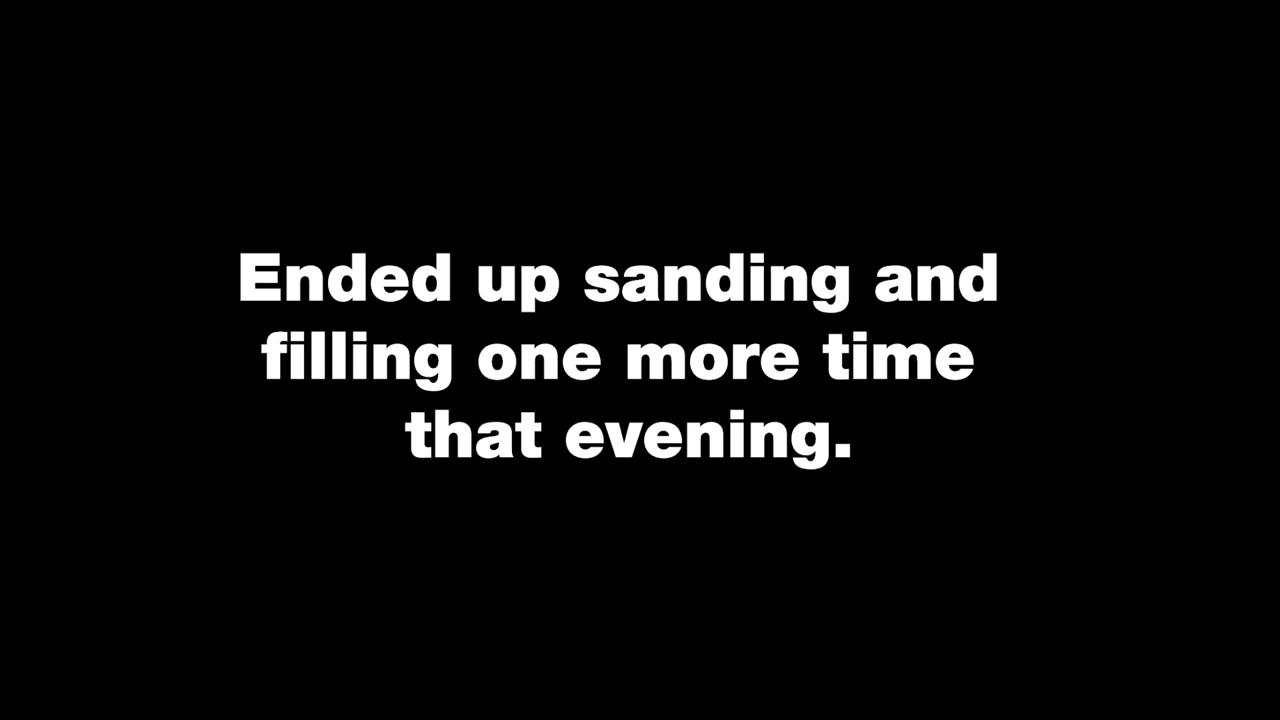 Ended up sanding and
filling one more time
that evening.